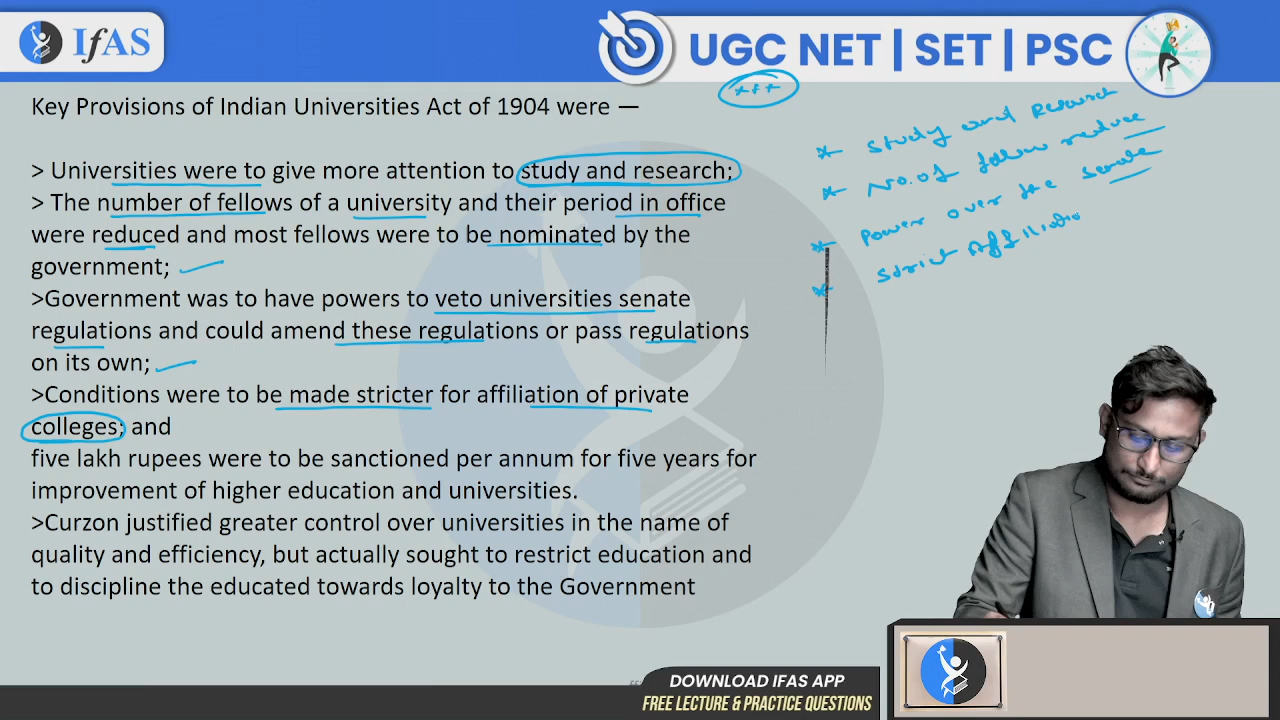 IfAS
UGC NET | SET | PSC
Key Provisions of Indian Universities Act of 1904 were —
> Universities were to give more attention to study and research;
> The number of fellows of a university and their period in office
were reduced and most fellows were to be nominated by the
government;
>Government was to have powers to veto universities senate
regulations and could amend these regulations or pass regulations
on its own;
>Conditions were to be made stricter for affiliation of private
colleges; and
five lakh rupees were to be sanctioned per annum for five years for
improvement of higher education and universities.
>Curzon justified greater control over universities in the name of
quality and efficiency, but actually sought to restrict education and
to discipline the educated towards loyalty to the Government
* Study and Research
* No. of fellow reduce
* Power over the senate
* Strict
DOWNLOAD IFAS APP
FREE LECTURE & PRACTICE QUESTIONS